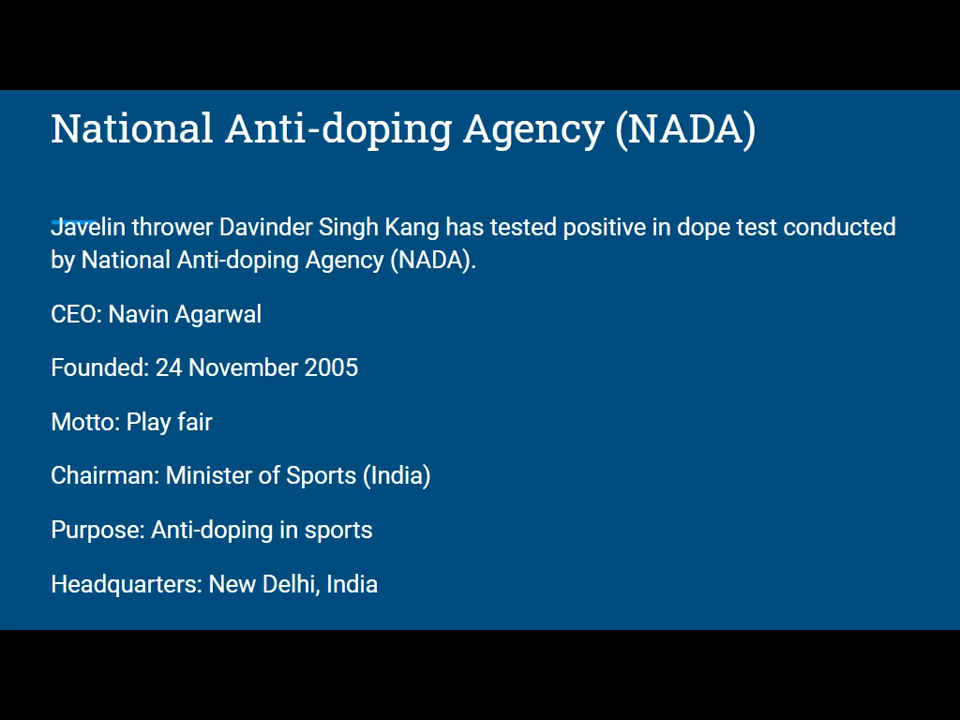 National Anti-doping Agency (NADA)
Javelin thrower Davinder Singh Kang has tested positive in dope test conducted
by National Anti-doping Agency (NADA).
CEO: Navin Agarwal
Founded: 24 November 2005
Motto: Play fair
Chairman: Minister of Sports (India)
Purpose: Anti-doping in sports
Headquarters: New Delhi, India